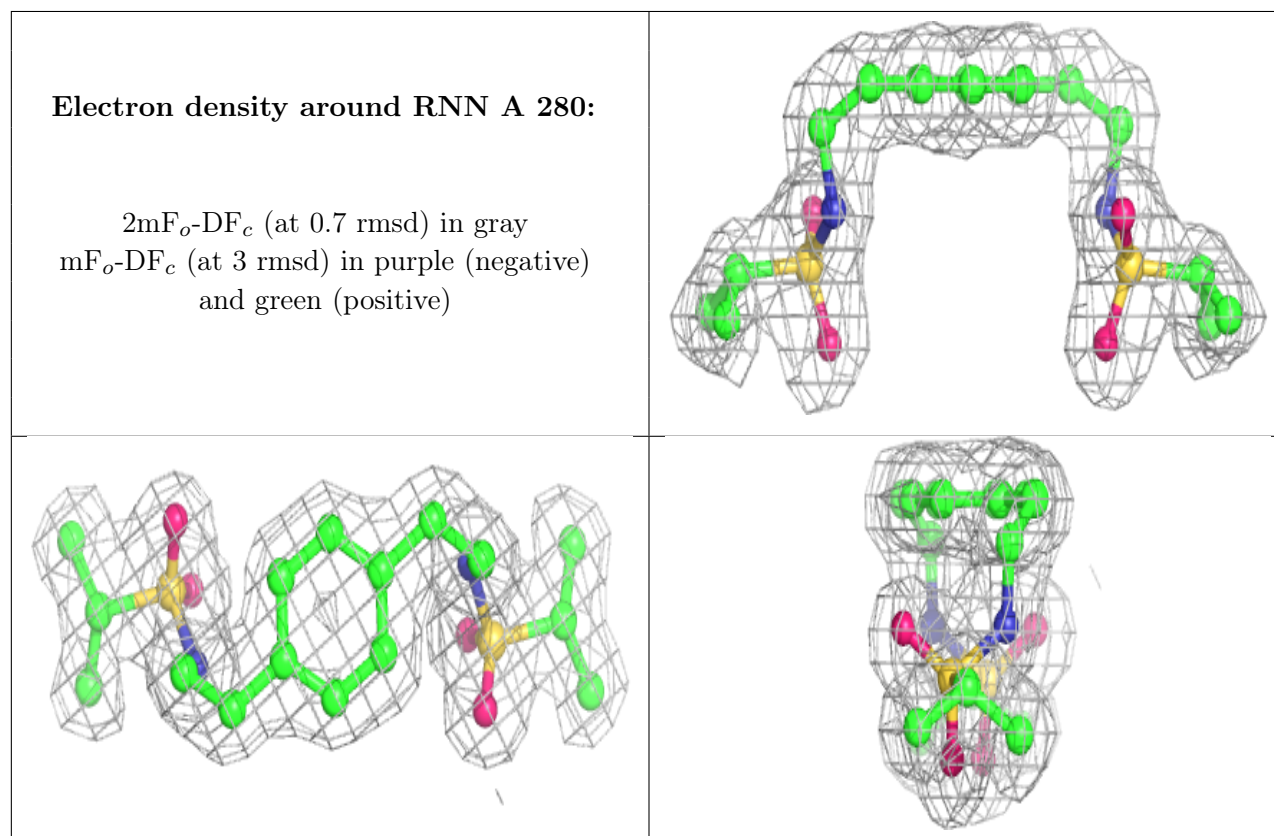 Electron density around RNN A 280:
2mFₒ-DF𝒸 (at 0.7 rmsd) in gray
mFₒ-DF𝒸 (at 3 rmsd) in purple (negative)
and green (positive)